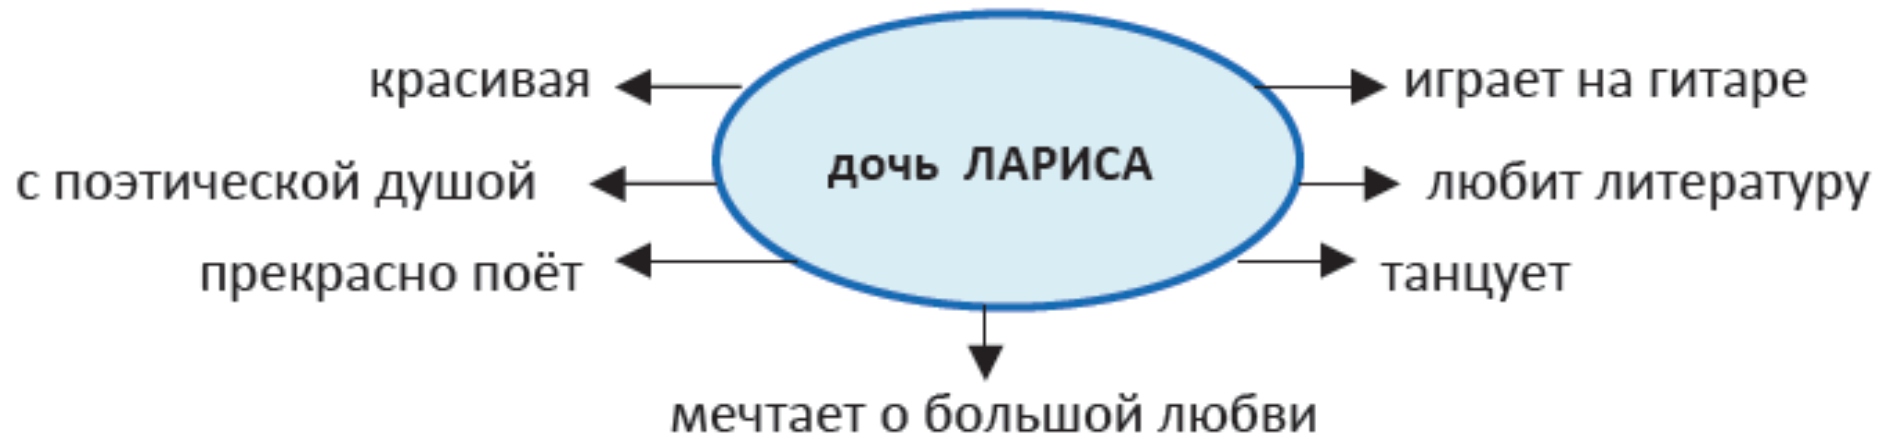 красивая
играет на гитаре
дочь ЛАРИСА
с поэтической душой
любит литературу
прекрасно поёт
танцует
мечтает о большой любви